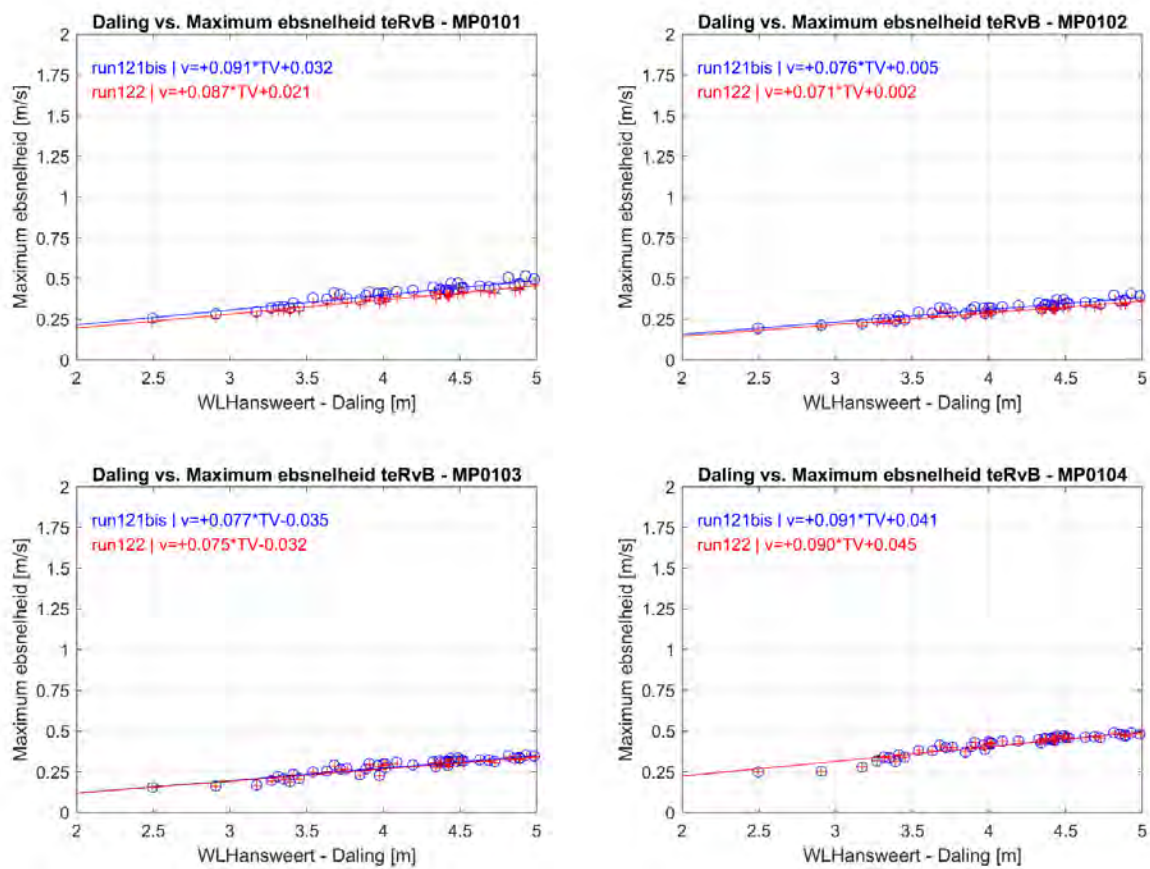 Daling vs. Maximum ebsnelheid teRvB - MP0101
run121bis | v=+0.091*TV+0.032
run122 | v=+0.087*TV+0.021
Maximum ebsnelheid [m/s]
2
1.75
1.5
1.25
1
0.75
0.5
0.25
0
2 2.5 3 3.5 4 4.5 5
WLHansweert - Daling [m]
Daling vs. Maximum ebsnelheid teRvB - MP0102
run121bis | v=+0.076*TV+0.005
run122 | v=+0.071*TV+0.002
Maximum ebsnelheid [m/s]
2
1.75
1.5
1.25
1
0.75
0.5
0.25
0
2 2.5 3 3.5 4 4.5 5
WLHansweert - Daling [m]
Daling vs. Maximum ebsnelheid teRvB - MP0103
run121bis | v=+0.077*TV-0.035
run122 | v=+0.075*TV-0.032
Maximum ebsnelheid [m/s]
2
1.75
1.5
1.25
1
0.75
0.5
0.25
0
2 2.5 3 3.5 4 4.5 5
WLHansweert - Daling [m]
Daling vs. Maximum ebsnelheid teRvB - MP0104
run121bis | v=+0.091*TV+0.041
run122 | v=+0.090*TV+0.045
Maximum ebsnelheid [m/s]
2
1.75
1.5
1.25
1
0.75
0.5
0.25
0
2 2.5 3 3.5 4 4.5 5
WLHansweert - Daling [m]